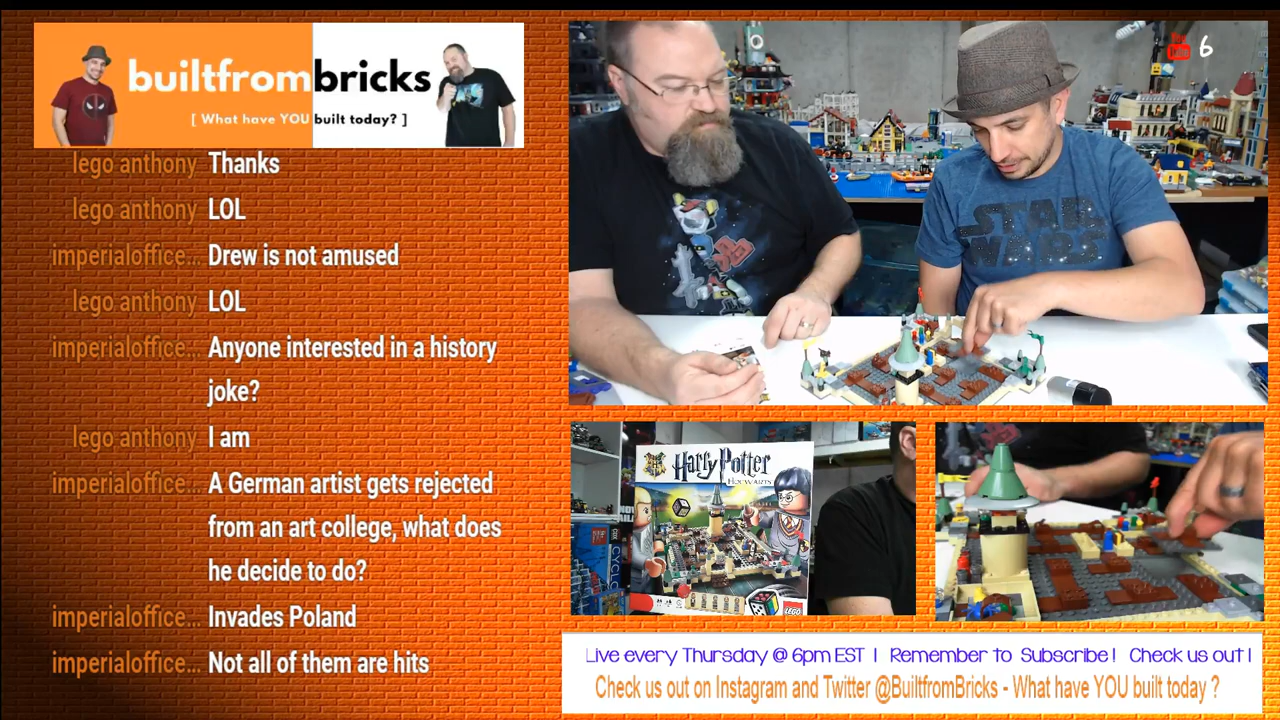 builtfrombricks
[ What have YOU built today? ]
lego anthony Thanks
lego anthony LOL
imperialoffice... Drew is not amused
lego anthony LOL
imperialoffice... Anyone interested in a history
joke?
lego anthony I am
imperialoffice... A German artist gets rejected
from an art college, what does
he decide to do?
imperialoffice... Invades Poland
imperialoffice... Not all of them are hits
0
You
Tube 6
STAR
WARS
Harry Potter
HOGWARTS
LEGO
Live every Thursday @ 6pm EST | Remember to Subscribe! Check us out!
Check us out on Instagram and Twitter @BuiltfromBricks - What have YOU built today ?